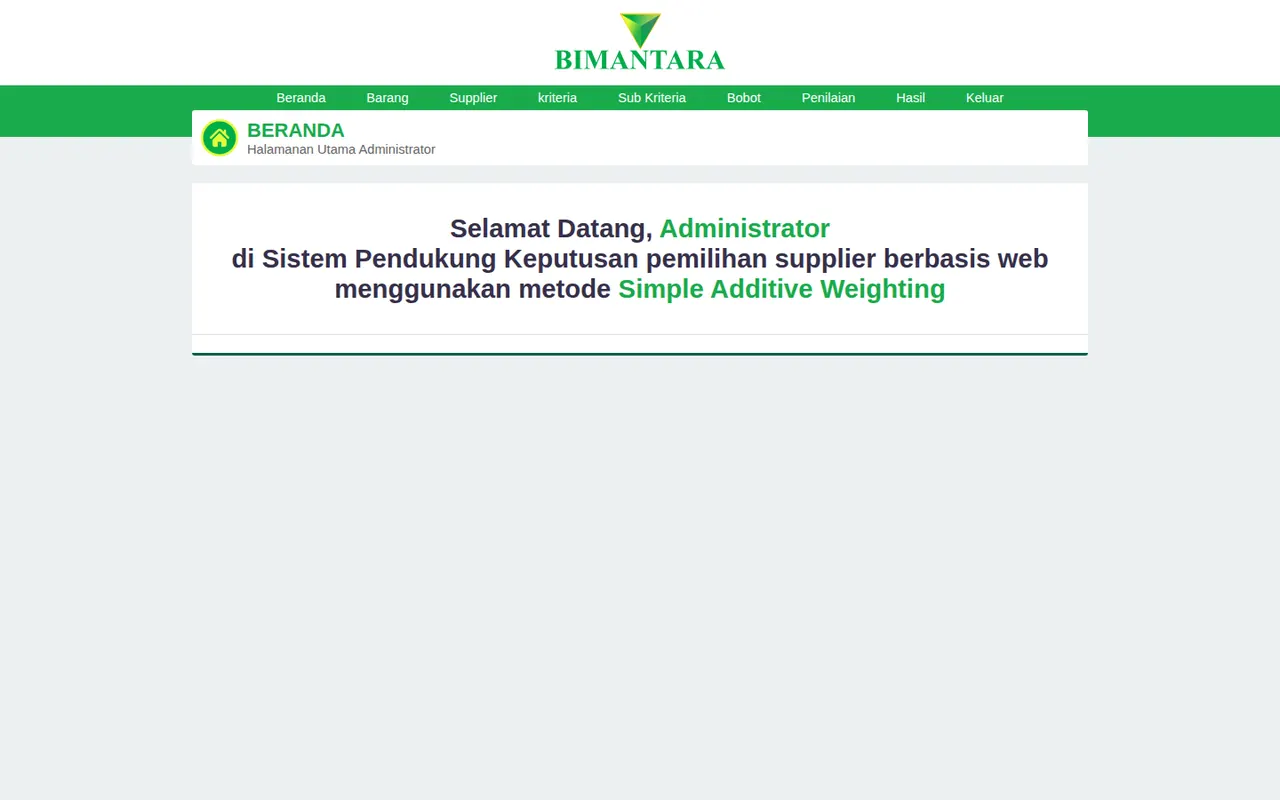 BIMANTARA
Beranda Barang Supplier kriteria Sub Kriteria Bobot Penilaian Hasil Keluar
BERANDA
Halamanan Utama Administrator
Selamat Datang, Administrator
di Sistem Pendukung Keputusan pemilihan supplier berbasis web
menggunakan metode Simple Additive Weighting